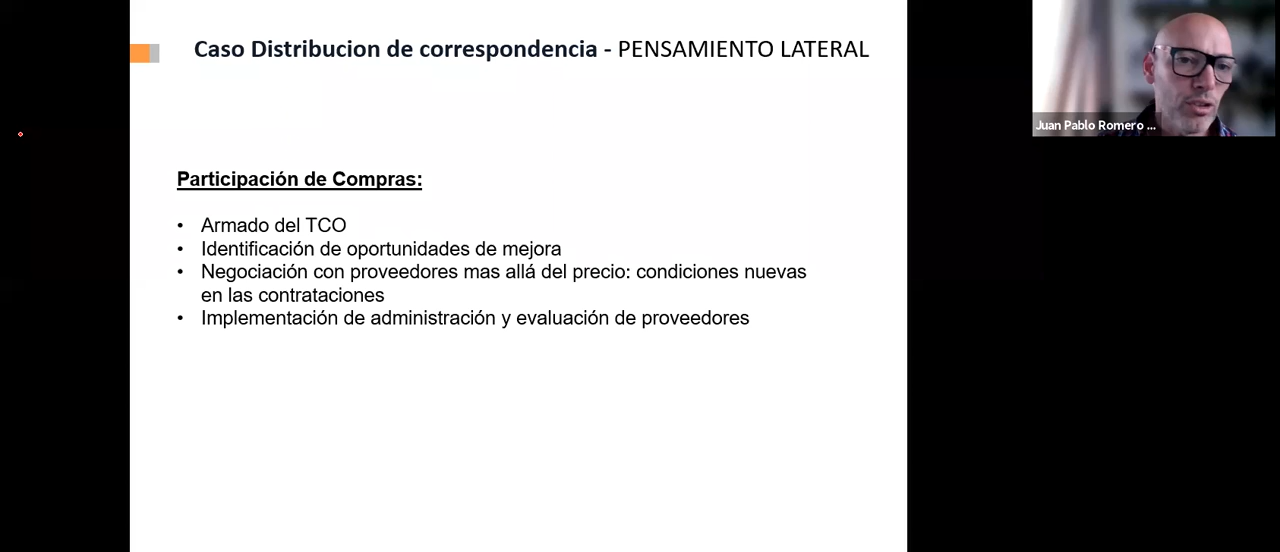 Caso Distribucion de correspondencia - PENSAMIENTO LATERAL
Juan Pablo Romero ...
Participación de Compras:
• Armado del TCO
• Identificación de oportunidades de mejora
• Negociación con proveedores mas allá del precio: condiciones nuevas
en las contrataciones
• Implementación de administración y evaluación de proveedores